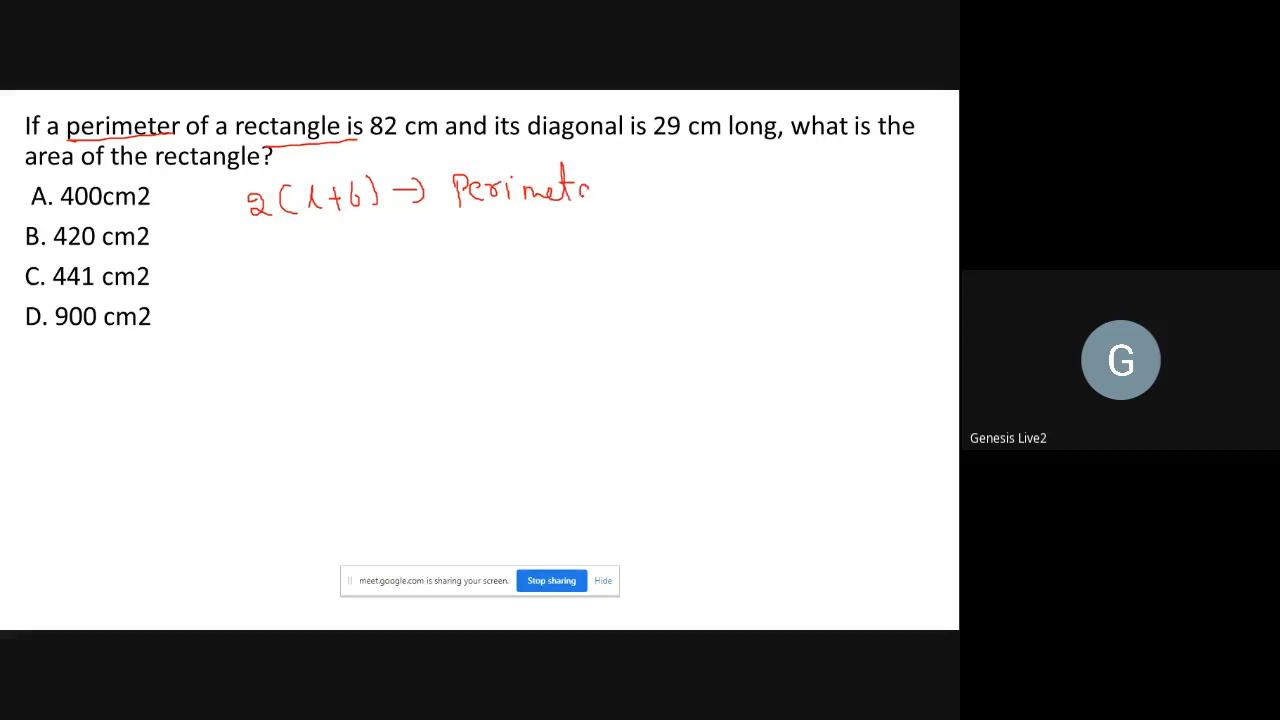 If a perimeter of a rectangle is 82 cm and its diagonal is 29 cm long, what is the
area of the rectangle?
A. 400cm2
2(l+b) → Perimete
B. 420 cm2
C. 441 cm2
D. 900 cm2
G
Genesis Live2
meet.google.com is sharing your screen.
Stop sharing
Hide